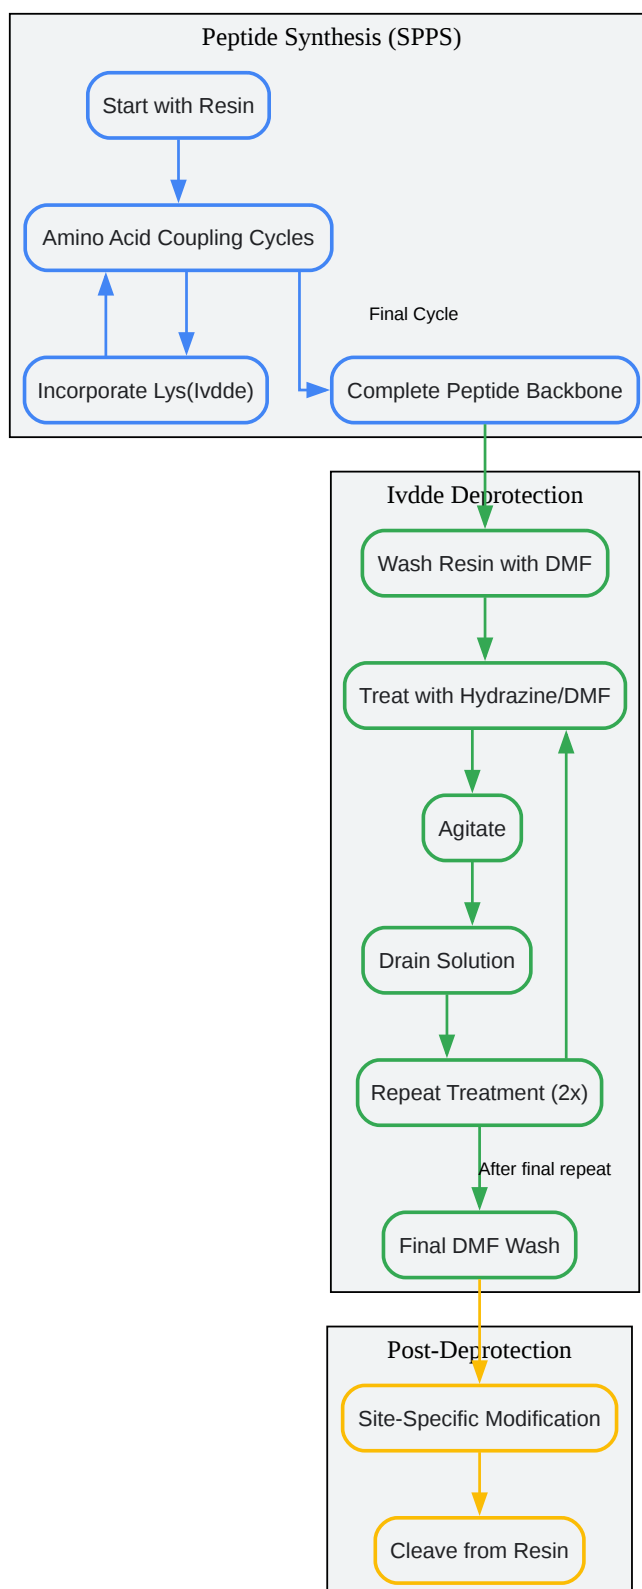 Peptide Synthesis (SPPS)
Start with Resin
Amino Acid Coupling Cycles
Final Cycle
Incorporate Lys(Ivdde)
Complete Peptide Backbone
Ivdde Deprotection
Wash Resin with DMF
Treat with Hydrazine/DMF
Agitate
Drain Solution
Repeat Treatment (2x)
After final repeat
Final DMF Wash
Post-Deprotection
Site-Specific Modification
Cleave from Resin